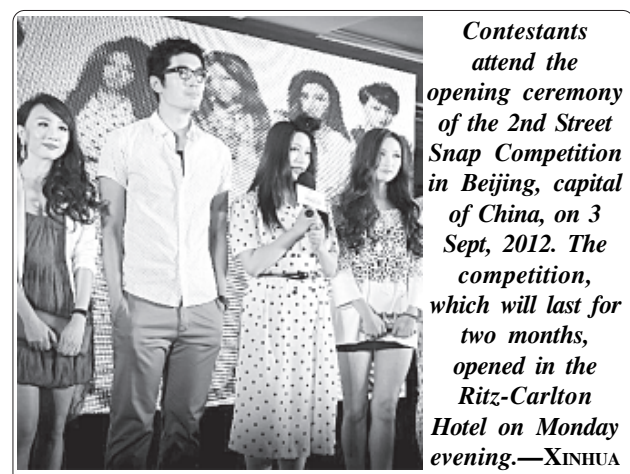 Contestants
attend the
opening ceremony
of the 2nd Street
Snap Competition
in Beijing, capital
of China, on 3
Sept, 2012. The
competition,
which will last for
two months,
opened in the
Ritz-Carlton
Hotel on Monday
evening.—XINHUA